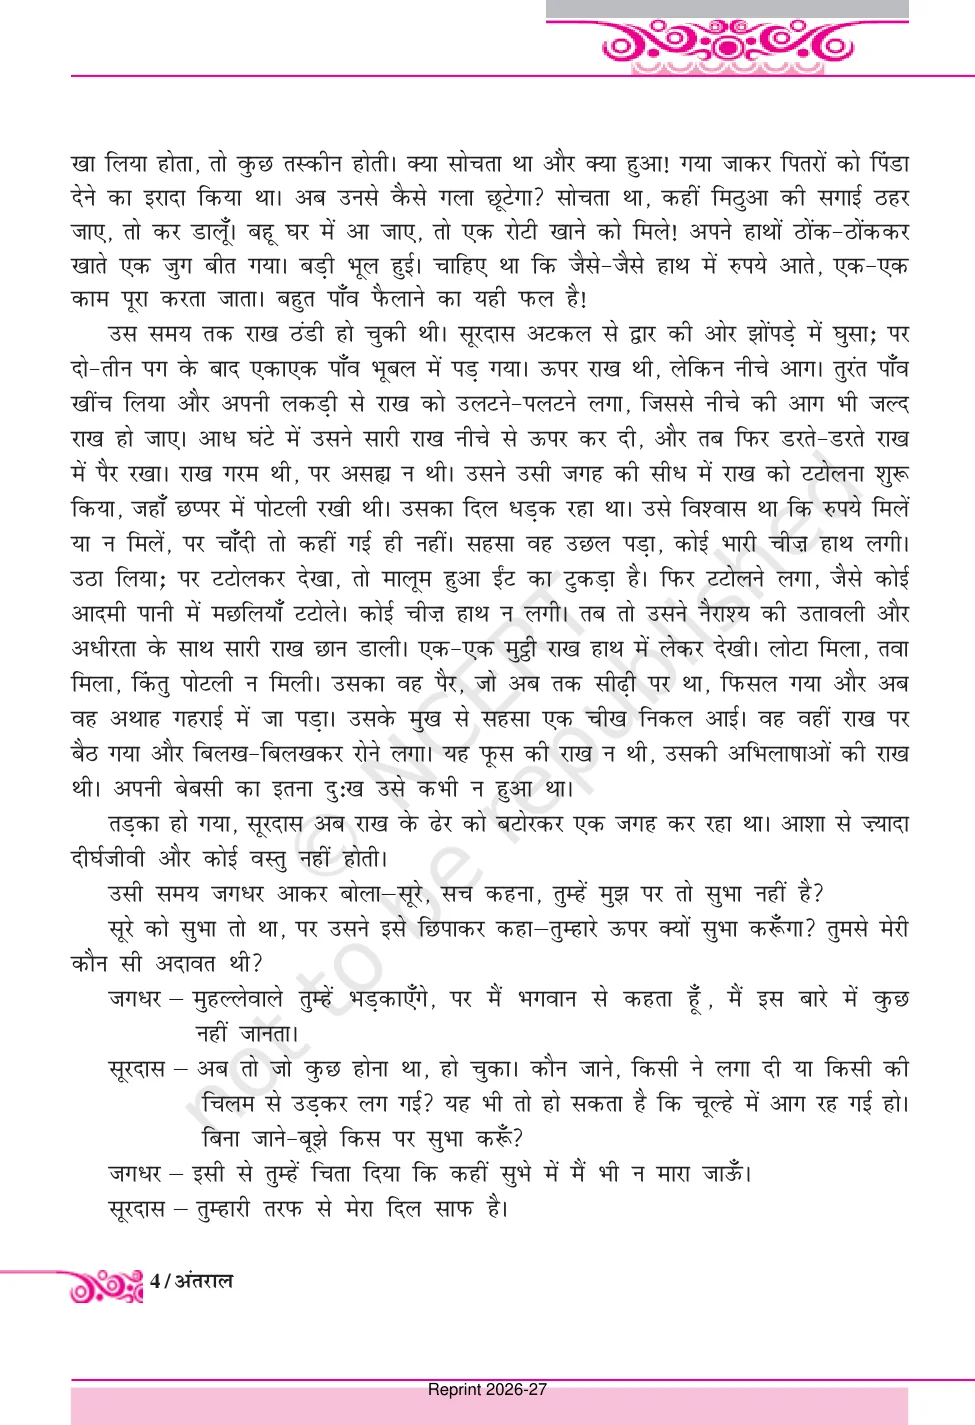 खा लिया होता, तो कुछ तस्कीन होती। क्या सोचता था और क्या हुआ! गया जाकर पितरों को पिंडा
देने का इरादा किया था। अब उनसे कैसे गला छूटेगा? सोचता था, कहीं मिठुआ की सगाई ठहर
जाए, तो कर डालूँ। बहू घर में आ जाए, तो एक रोटी खाने को मिले! अपने हाथों ठोंक-ठोंककर
खाते एक जुग बीत गया। बड़ी भूल हुई। चाहिए था कि जैसे-जैसे हाथ में रुपये आते, एक-एक
काम पूरा करता जाता। बहुत पाँव फैलाने का यही फल है!
उस समय तक राख ठंडी हो चुकी थी। सूरदास अटकल से द्वार की ओर झोंपड़े में घुसा; पर
दो-तीन पग के बाद एकाएक पाँव भूबल में पड़ गया। ऊपर राख थी, लेकिन नीचे आग। तुरंत पाँव
खींच लिया और अपनी लकड़ी से राख को उलटने-पलटने लगा, जिससे नीचे की आग भी जल्द
राख हो जाए। आध घंटे में उसने सारी राख नीचे से ऊपर कर दी, और तब फिर डरते-डरते राख
में पैर रखा। राख गरम थी, पर असह्य न थी। उसने उसी जगह की सीध में राख को टटोलना शुरू
किया, जहाँ छप्पर में पोटली रखी थी। उसका दिल धड़क रहा था। उसे विश्वास था कि रुपये मिलें
या न मिलें, पर चाँदी तो कहीं गई ही नहीं। सहसा वह उछल पड़ा, कोई भारी चीज़ हाथ लगी।
उठा लिया; पर टटोलकर देखा, तो मालूम हुआ ईंट का टुकड़ा है। फिर टटोलने लगा, जैसे कोई
आदमी पानी में मछलियाँ टटोले। कोई चीज़ हाथ न लगी। तब तो उसने नैराश्य की उतावली और
अधीरता के साथ सारी राख छान डाली। एक-एक मुट्ठी राख हाथ में लेकर देखी। लोटा मिला, तवा
मिला, किंतु पोटली न मिली। उसका वह पैर, जो अब तक सीढ़ी पर था, फिसल गया और अब
वह अथाह गहराई में जा पड़ा। उसके मुख से सहसा एक चीख निकल आई। वह वहीं राख पर
बैठ गया और बिलख-बिलखकर रोने लगा। यह फूस की राख न थी, उसकी अभिलाषाओं की राख
थी। अपनी बेबसी का इतना दुःख उसे कभी न हुआ था।
तड़का हो गया, सूरदास अब राख के ढेर को बटोरकर एक जगह कर रहा था। आशा से ज़्यादा
दीर्घजीवी और कोई वस्तु नहीं होती।
उसी समय जगधर आकर बोला—सूरे, सच कहना, तुम्हें मुझ पर तो सुभा नहीं है?
सूरे को सुभा तो था, पर उसने इसे छिपाकर कहा—तुम्हारे ऊपर क्यों सुभा करूँगा? तुमसे मेरी
कौन सी अदावत थी?
जगधर – मुहल्लेवाले तुम्हें भड़काएँगे, पर मैं भगवान से कहता हूँ, मैं इस बारे में कुछ
नहीं जानता।
सूरदास – अब तो जो कुछ होना था, हो चुका। कौन जाने, किसी ने लगा दी या किसी की
चिलम से उड़कर लग गई? यह भी तो हो सकता है कि चूल्हे में आग रह गई हो।
बिना जाने-बूझे किस पर सुभा करूँ?
जगधर – इसी से तुम्हें चिता दिया कि कहीं सुभे में मैं भी न मारा जाऊँ।
सूरदास – तुम्हारी तरफ से मेरा दिल साफ है।
© NCERT
not to be republished
4/अंतराल
Reprint 2026-27